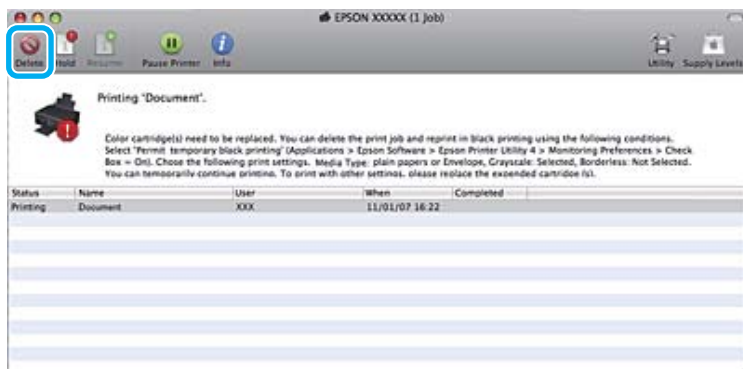 EPSON XXXXX (1 Job)
Delete Hold Resume Pause Printer Info Utility Supply Levels
Printing "Document".
Color cartridge(s) need to be replaced. You can delete the print job and reprint in black printing using the following conditions.
Select "Permit temporary black printing" (Applications > Epson Software > Epson Printer Utility 4 > Monitoring Preferences > Check
Box = On). Chose the following print settings. Media Type: plain papers or Envelope, Grayscale: Selected, Borderless: Not Selected.
You can temporarily continue printing. To print with other settings, please replace the expended cartridge (s).
Status Name User When Completed
Printing Document XXX 11/01/07 16:22